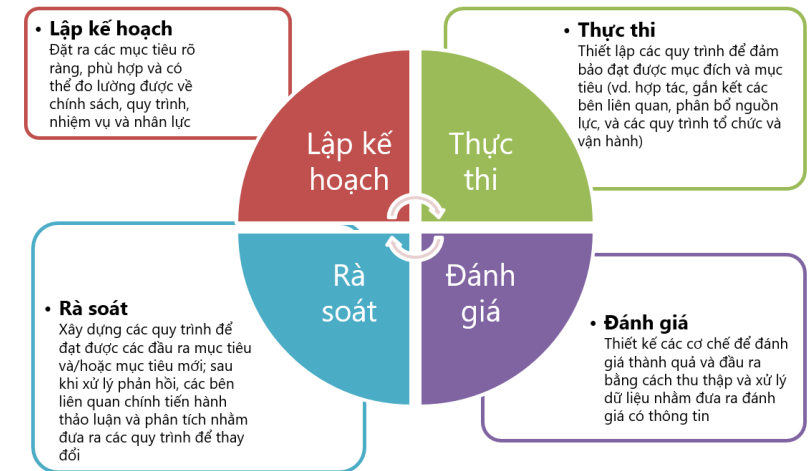 • Lập kế hoạch
Đặt ra các mục tiêu rõ
ràng, phù hợp và có
thể đo lường được về
chính sách, quy trình,
nhiệm vụ và nhân lực
• Thực thi
Thiết lập các quy trình để đảm
bảo đạt được mục đích và mục
tiêu (vd. hợp tác, gắn kết các
bên liên quan, phân bổ nguồn
lực, và các quy trình tổ chức và
vận hành)
Lập kế
hoạch
Thực
thi
Rà
soát
Đánh
giá
• Rà soát
Xây dựng các quy trình để
đạt được các đầu ra mục tiêu
và/hoặc mục tiêu mới; sau
khi xử lý phản hồi, các bên
liên quan chính tiến hành
thảo luận và phân tích nhằm
đưa ra các quy trình để thay
đổi
• Đánh giá
Thiết kế các cơ chế để đánh
giá thành quả và đầu ra
bằng cách thu thập và xử lý
dữ liệu nhằm đưa ra đánh
giá có thông tin